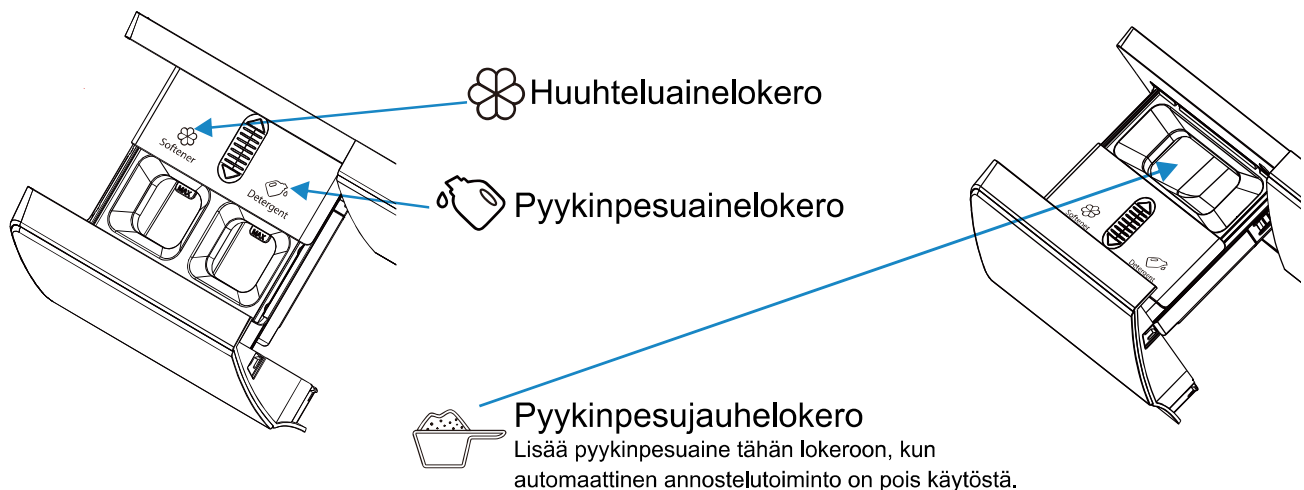 Huuhteluainelokero
Softener
MAX
Detergent
MAX
Pyykinpesuainelokero
Softener
Detergent
Pyykinpesujauhelokero
Lisää pyykinpesuaine tähän lokeroon, kun
automaattinen annostelutoiminto on pois käytöstä.